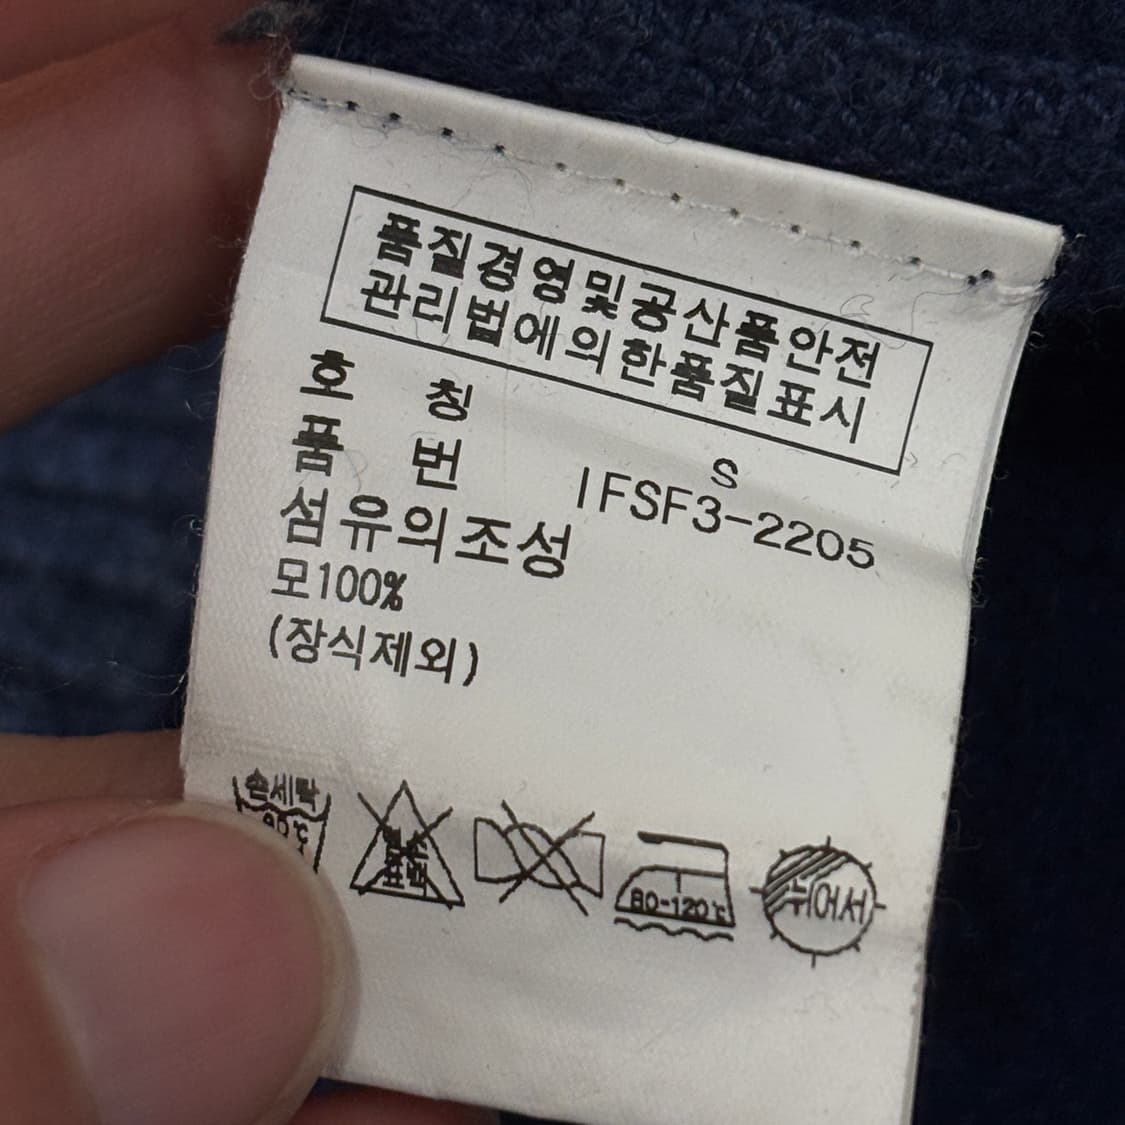 품질경영및공산품안전
관리법에의한품질표시
호 칭 S
품 번 IFSF3-2205
섬유의조성
모100%
(장식제외)
손세탁
80-120℃
뉘어서